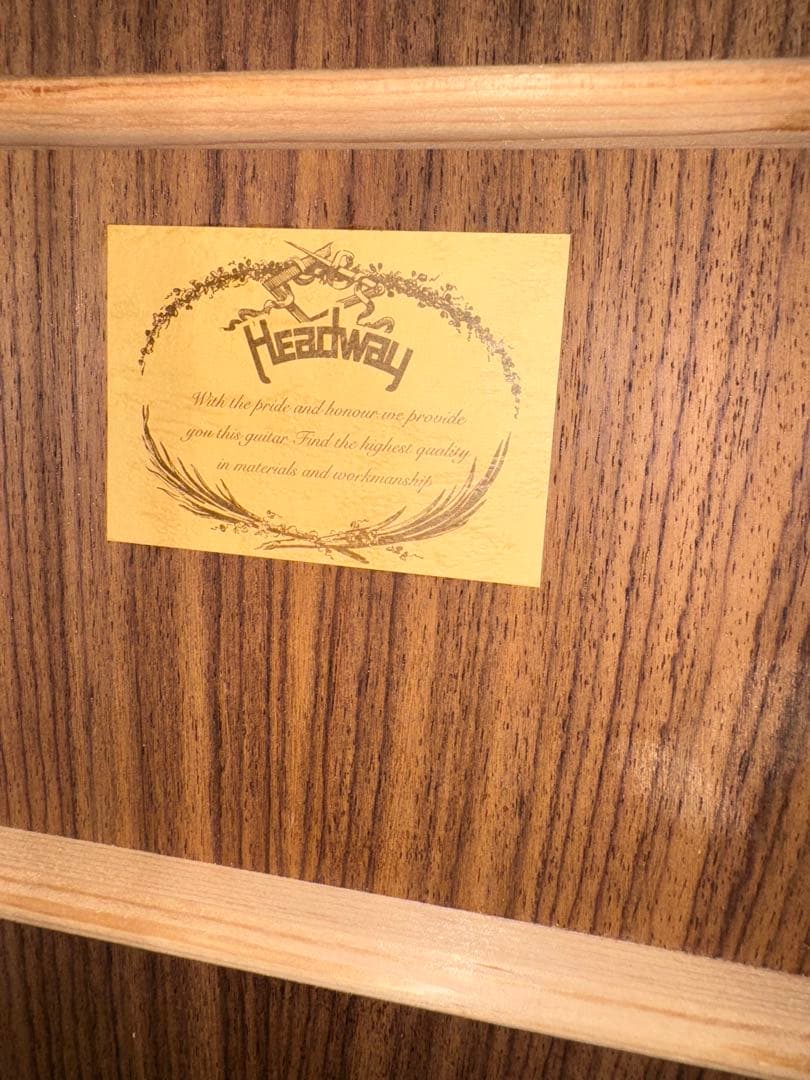 Headway
With the pride and honour we provide
you this guitar. Find the highest quality
in materials and workmanship.